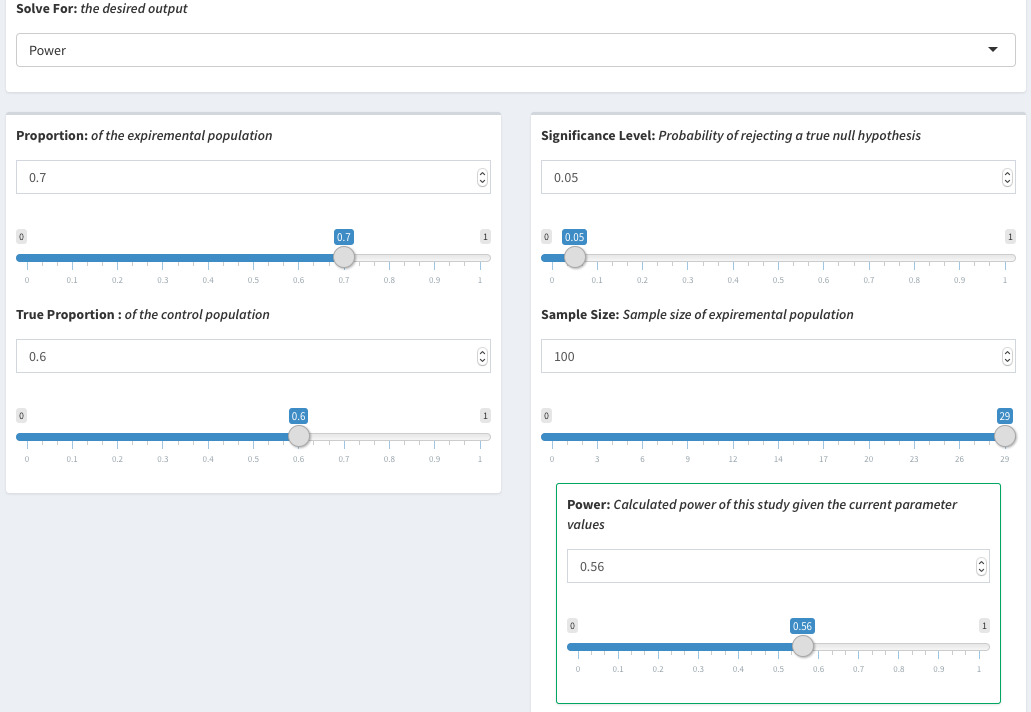 Solve For: the desired output
Power
Proportion: of the expiremental population
0.7
0 0.7 1
0 0.1 0.2 0.3 0.4 0.5 0.6 0.7 0.8 0.9 1
True Proportion : of the control population
0.6
0 0.6 1
0 0.1 0.2 0.3 0.4 0.5 0.6 0.7 0.8 0.9 1
Significance Level: Probability of rejecting a true null hypothesis
0.05
0 0.05 1
0 0.1 0.2 0.3 0.4 0.5 0.6 0.7 0.8 0.9 1
Sample Size: Sample size of expiremental population
100
0 29
0 3 6 9 12 14 17 20 23 26 29
Power: Calculated power of this study given the current parameter
values
0.56
0 0.56 1
0 0.1 0.2 0.3 0.4 0.5 0.6 0.7 0.8 0.9 1